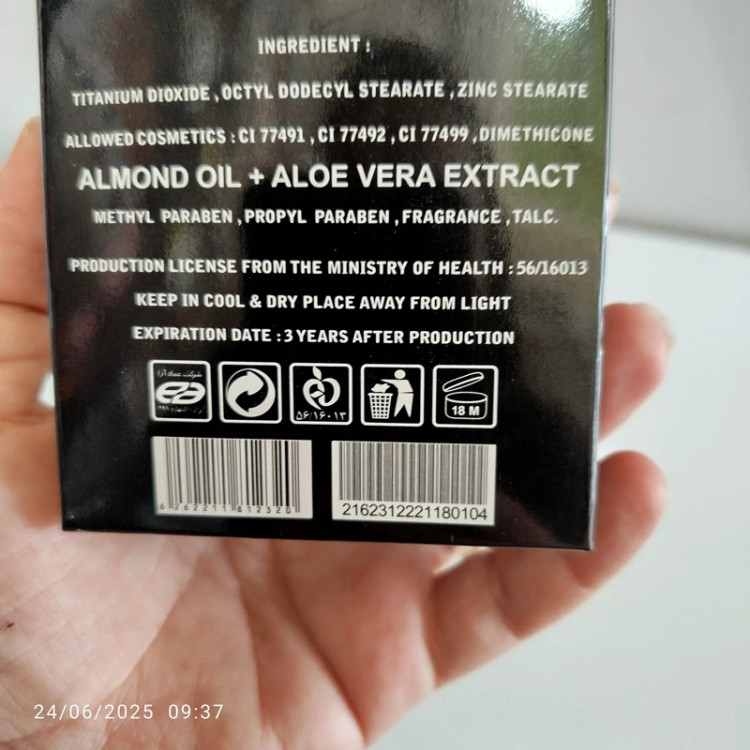 INGREDIENT :
TITANIUM DIOXIDE , OCTYL DODECYL STEARATE , ZINC STEARATE
ALLOWED COSMETICS : CI 77491 , CI 77492 , CI 77499 , DIMETHICONE
ALMOND OIL + ALOE VERA EXTRACT
METHYL PARABEN , PROPYL PARABEN , FRAGRANCE , TALC.
PRODUCTION LICENSE FROM THE MINISTRY OF HEALTH : 56/16013
KEEP IN COOL & DRY PLACE AWAY FROM LIGHT
EXPIRATION DATE : 3 YEARS AFTER PRODUCTION
۵۶/۱۶۰۱۳
18 M
6 262211 812320
2162312221180104
24/06/2025 09:37